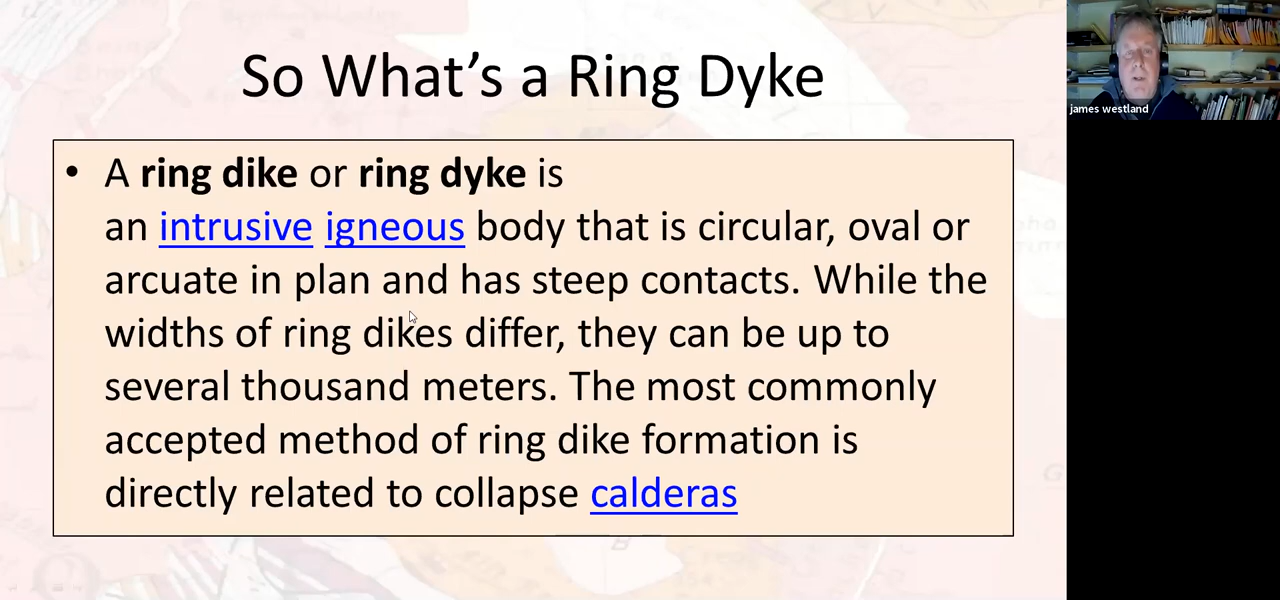 So What's a Ring Dyke
• A ring dike or ring dyke is
an intrusive igneous body that is circular, oval or
arcuate in plan and has steep contacts. While the
widths of ring dikes differ, they can be up to
several thousand meters. The most commonly
accepted method of ring dike formation is
directly related to collapse calderas
james westland